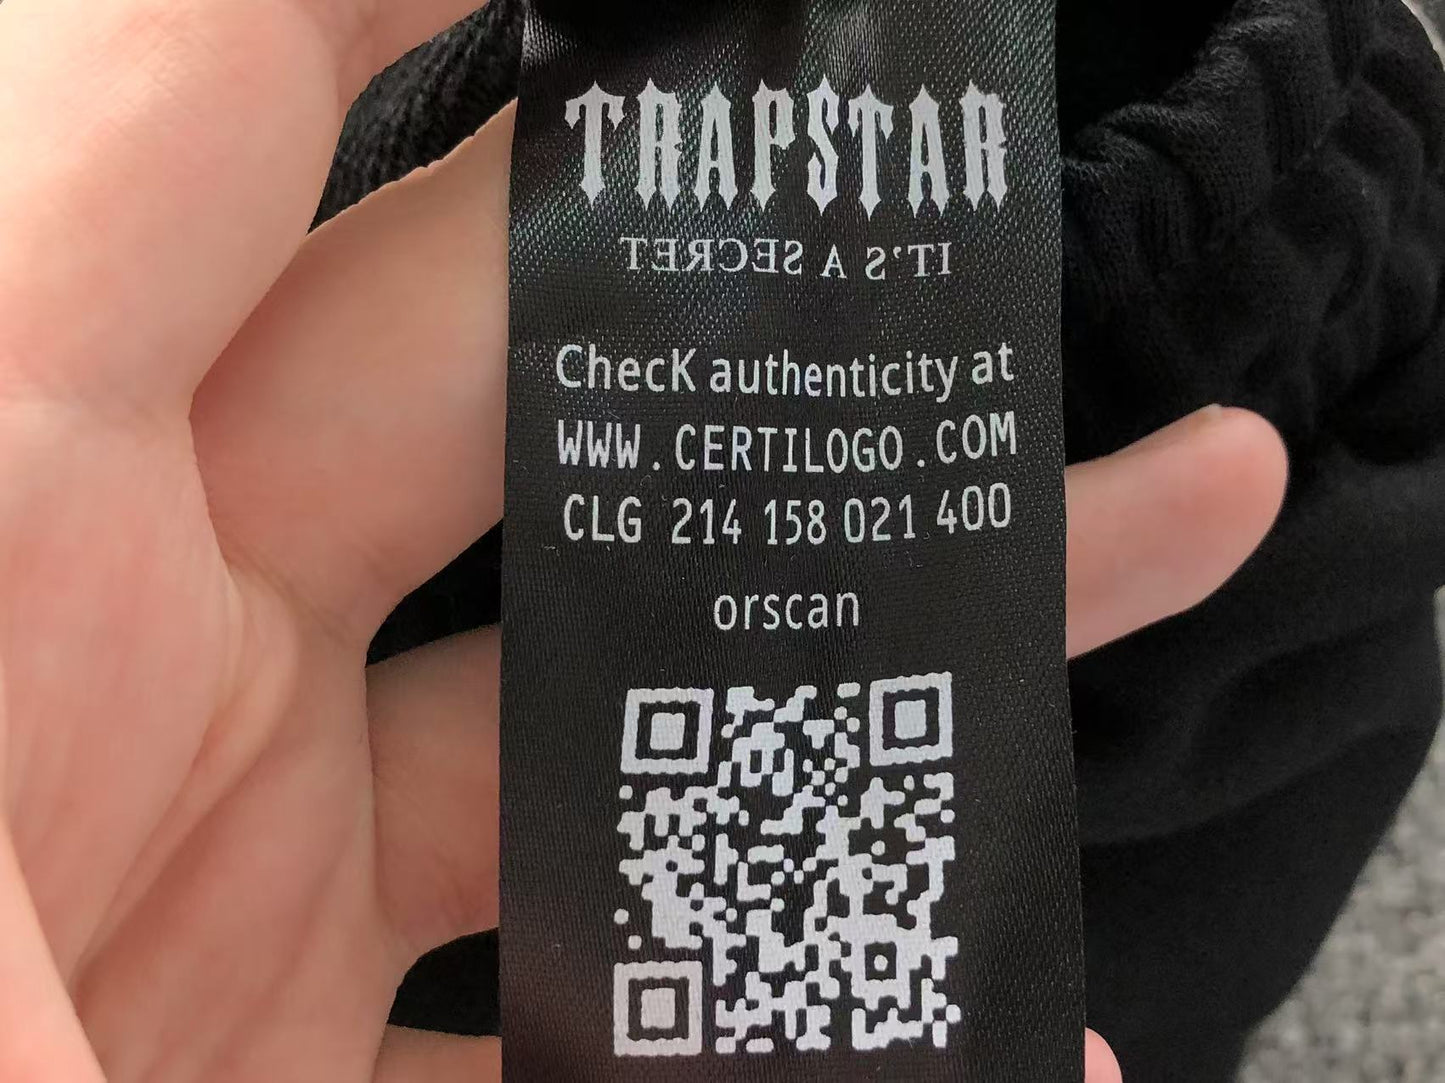 TRAPSTAR
IT'S A SECRET
ChecK authenticity at
WWW.CERTILOGO.COM
CLG 214 158 021 400
orscan